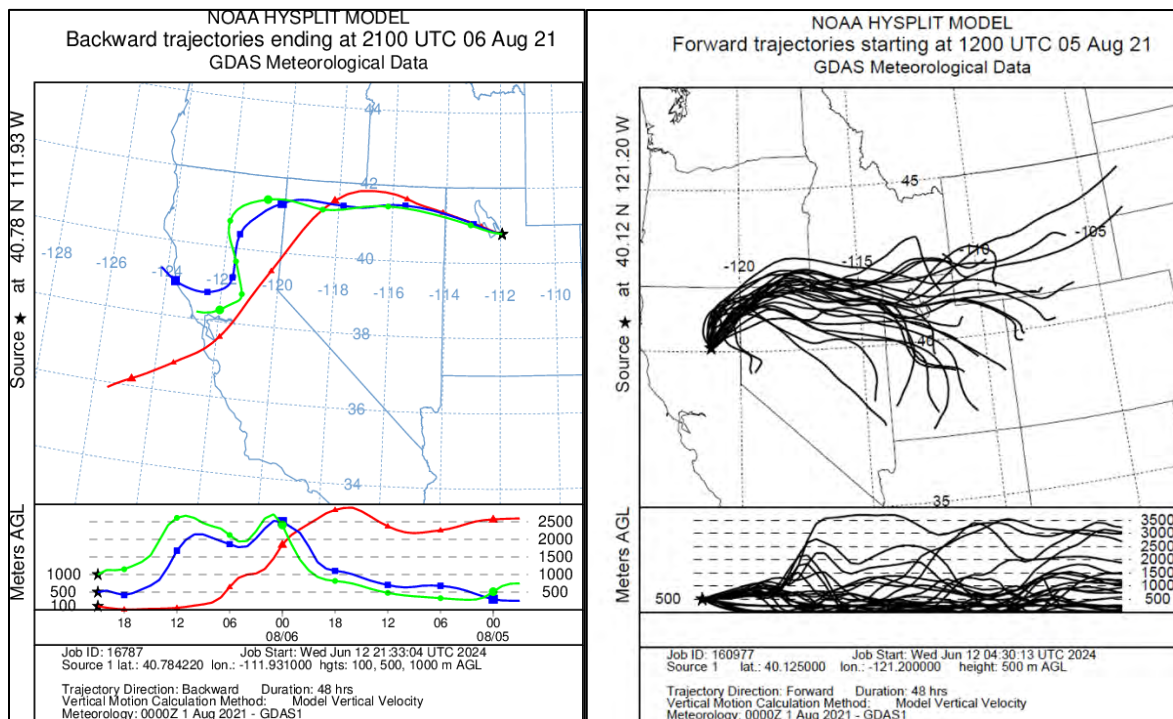 NOAA HYSPLIT MODEL
Backward trajectories ending at 2100 UTC 06 Aug 21
GDAS Meteorological Data
Source ★ at 40.78 N 111.93 W
44
42
40
38
36
34
-128
-126
-124
-122
-120
-118
-116
-114
-112
-110
Meters AGL
1000
500
100
2500
2000
1500
1000
500
18 12 06 00 18 12 06 00
08/06 08/05
Job ID: 16787 Job Start: Wed Jun 12 21:33:04 UTC 2024
Source 1 lat.: 40.784220 lon.: -111.931000 hgts: 100, 500, 1000 m AGL
Trajectory Direction: Backward Duration: 48 hrs
Vertical Motion Calculation Method: Model Vertical Velocity
Meteorology: 0000Z 1 Aug 2021 - GDAS1
NOAA HYSPLIT MODEL
Forward trajectories starting at 1200 UTC 05 Aug 21
GDAS Meteorological Data
Source ★ at 40.12 N 121.20 W
45
-120
-115
-110
-105
40
35
Meters AGL
500
3500
3000
2500
2000
1500
1000
500
Job ID: 160977 Job Start: Wed Jun 12 04:30:13 UTC 2024
Source 1 lat.: 40.125000 lon.: -121.200000 height: 500 m AGL
Trajectory Direction: Forward Duration: 48 hrs
Vertical Motion Calculation Method: Model Vertical Velocity
Meteorology: 0000Z 1 Aug 2021 - GDAS1